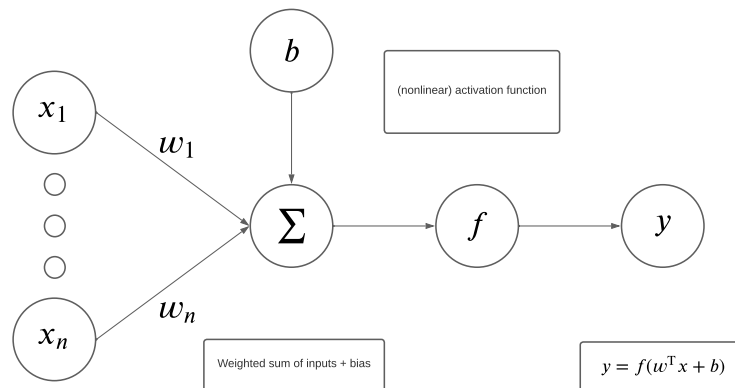 b
(nonlinear) activation function
x₁
w₁
Σ
f
y
wₙ
xₙ
Weighted sum of inputs + bias
y = f(wᵀx + b)